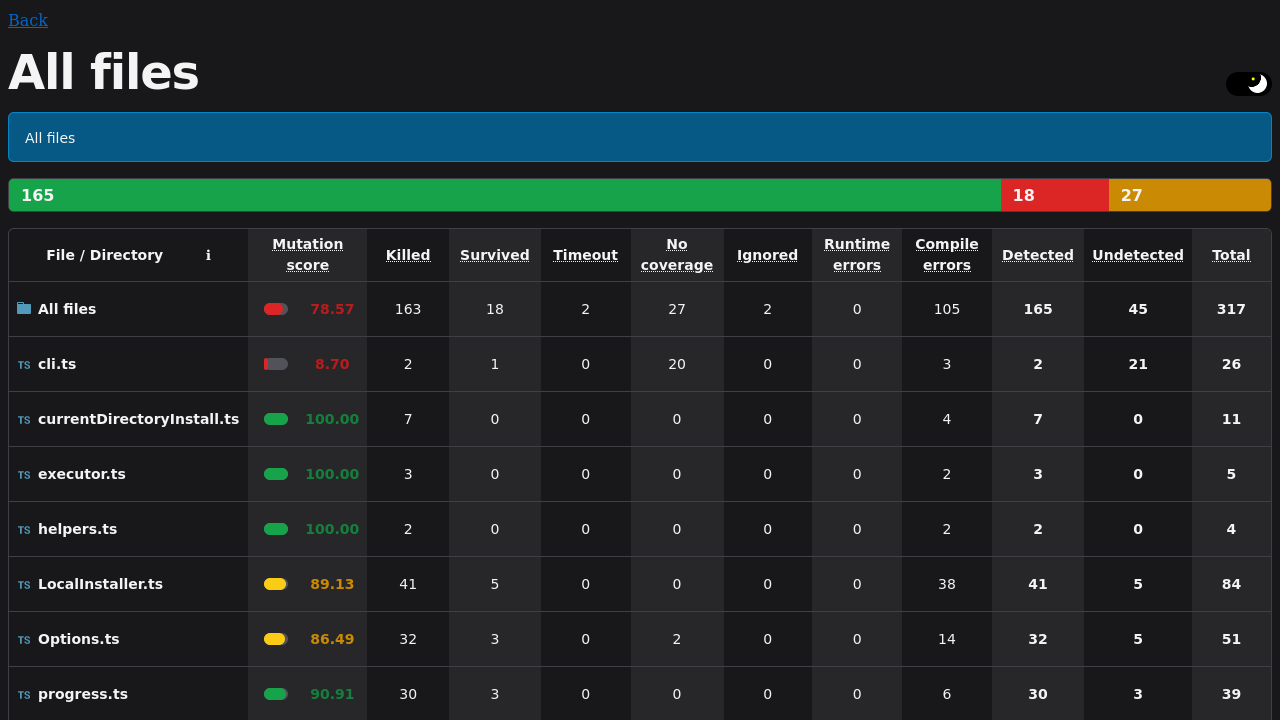 Back
All files
All files
165 18 27
File / Directory ℹ Mutation score Killed Survived Timeout No coverage Ignored Runtime errors Compile errors Detected Undetected Total
All files 78.57 163 18 2 27 2 0 105 165 45 317
TS cli.ts 8.70 2 1 0 20 0 0 3 2 21 26
TS currentDirectoryInstall.ts 100.00 7 0 0 0 0 0 4 7 0 11
TS executor.ts 100.00 3 0 0 0 0 0 2 3 0 5
TS helpers.ts 100.00 2 0 0 0 0 0 2 2 0 4
TS LocalInstaller.ts 89.13 41 5 0 0 0 0 38 41 5 84
TS Options.ts 86.49 32 3 0 2 0 0 14 32 5 51
TS progress.ts 90.91 30 3 0 0 0 0 6 30 3 39